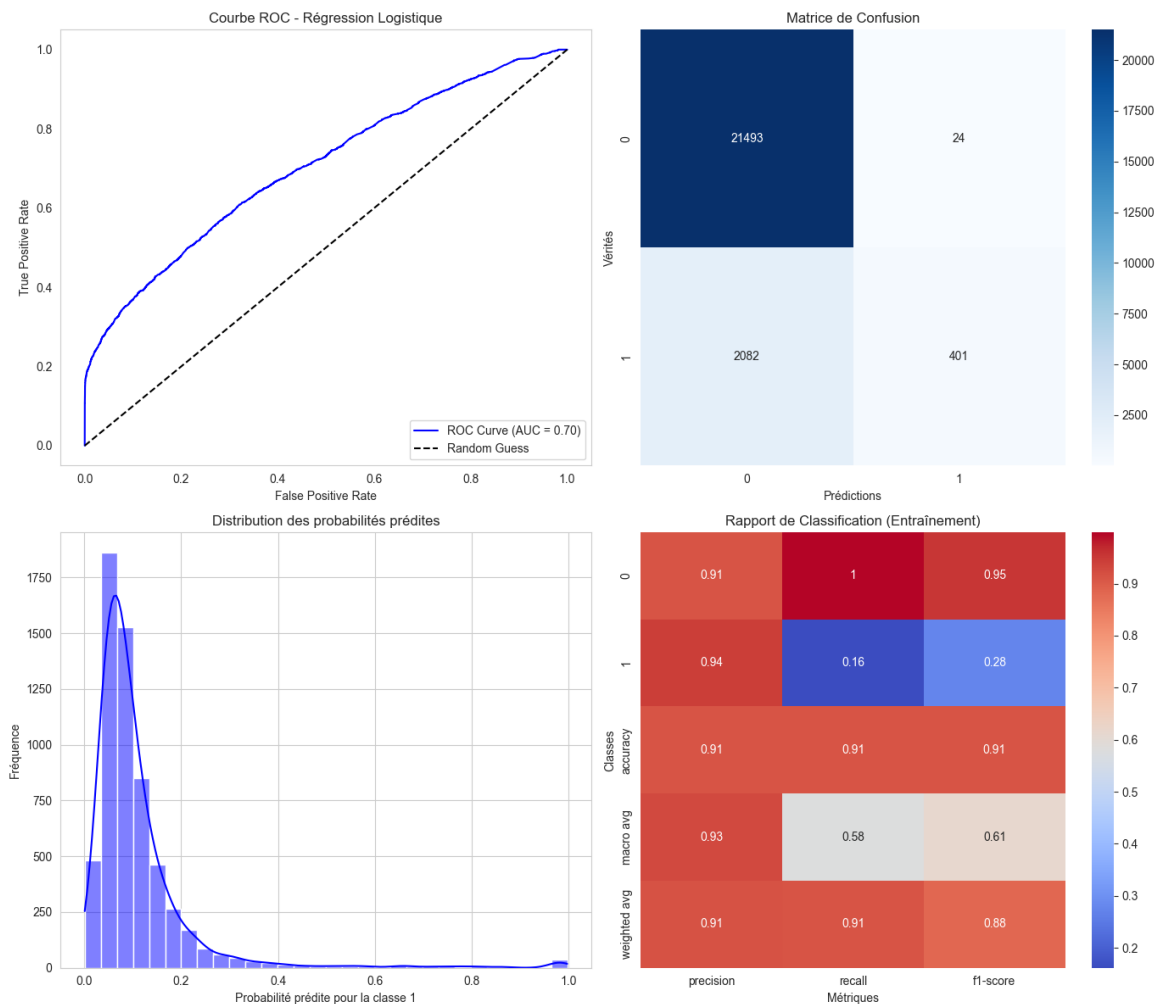 Courbe ROC - Régression Logistique
1.0
0.8
0.6
0.4
0.2
0.0
True Positive Rate
0.0 0.2 0.4 0.6 0.8 1.0
False Positive Rate
ROC Curve (AUC = 0.70)
Random Guess
Matrice de Confusion
0
1
Vérités
21493 24
2082 401
0 1
Prédictions
20000
17500
15000
12500
10000
7500
5000
2500
Distribution des probabilités prédites
1750
1500
1250
1000
750
500
250
0
Fréquence
0.0 0.2 0.4 0.6 0.8 1.0
Probabilité prédite pour la classe 1
Rapport de Classification (Entraînement)
Classes
0
1
accuracy
macro avg
weighted avg
0.91 1 0.95
0.94 0.16 0.28
0.91 0.91 0.91
0.93 0.58 0.61
0.91 0.91 0.88
precision recall f1-score
Métriques
0.9
0.8
0.7
0.6
0.5
0.4
0.3
0.2